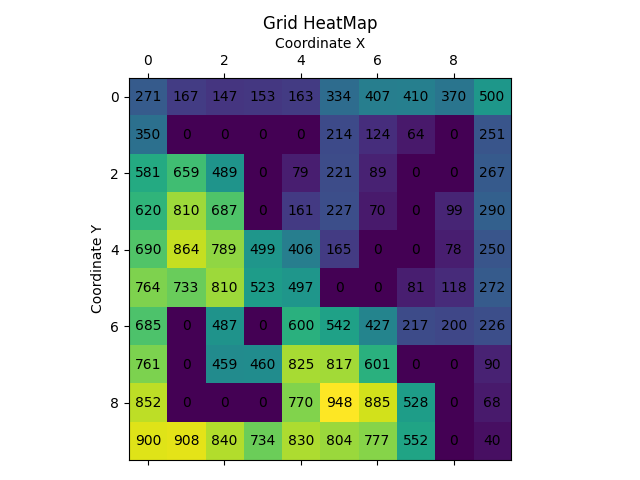 Grid HeatMap
Coordinate X
0 2 4 6 8
0 271 167 147 153 163 334 407 410 370 500
350 0 0 0 0 214 124 64 0 251
2 581 659 489 0 79 221 89 0 0 267
620 810 687 0 161 227 70 0 99 290
4 690 864 789 499 406 165 0 0 78 250
764 733 810 523 497 0 0 81 118 272
6 685 0 487 0 600 542 427 217 200 226
761 0 459 460 825 817 601 0 0 90
8 852 0 0 0 770 948 885 528 0 68
900 908 840 734 830 804 777 552 0 40
Coordinate Y